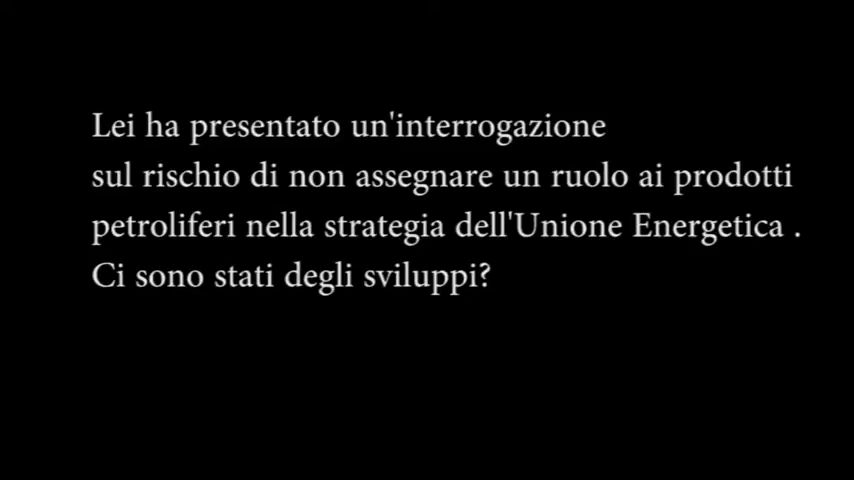 Lei ha presentato un'interrogazione
sul rischio di non assegnare un ruolo ai prodotti
petroliferi nella strategia dell'Unione Energetica .
Ci sono stati degli sviluppi?